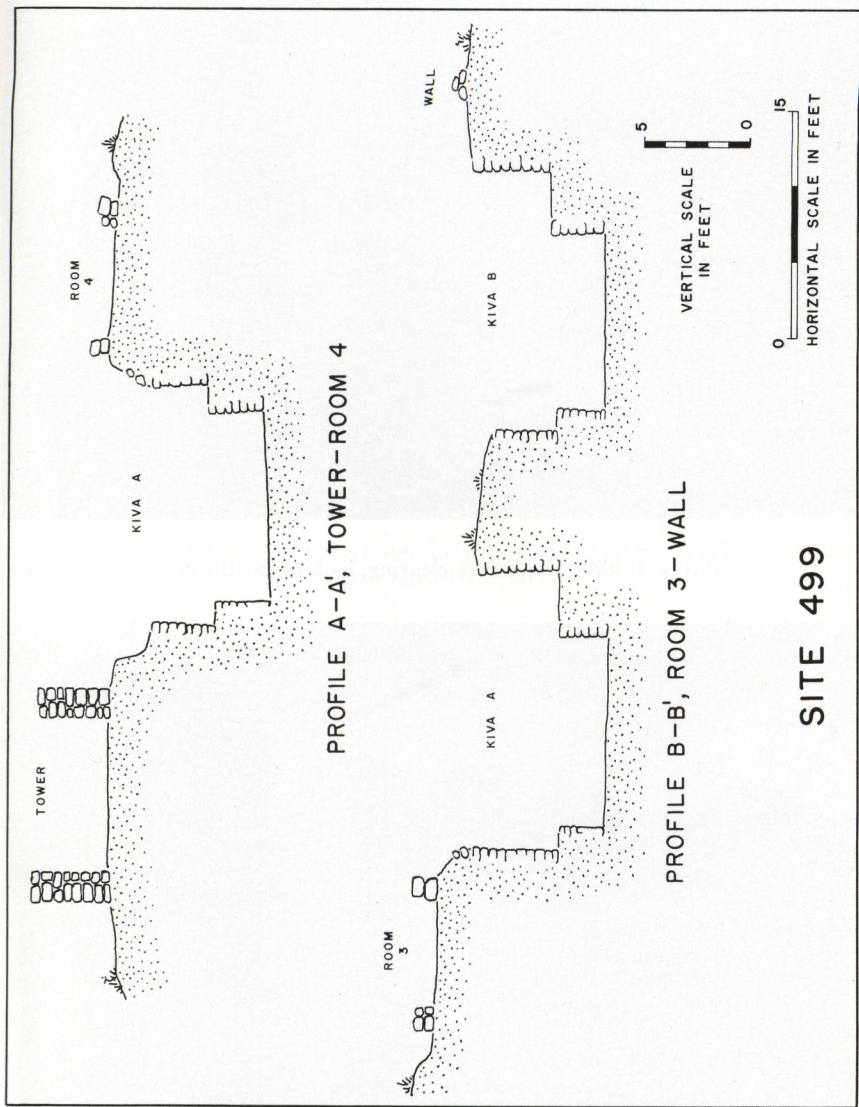 TOWER
KIVA A
ROOM
4
PROFILE A-A', TOWER-ROOM 4
ROOM
3
KIVA A
KIVA B
WALL
PROFILE B-B', ROOM 3-WALL
5
0
VERTICAL SCALE
IN FEET
0
15
HORIZONTAL SCALE IN FEET
SITE 499